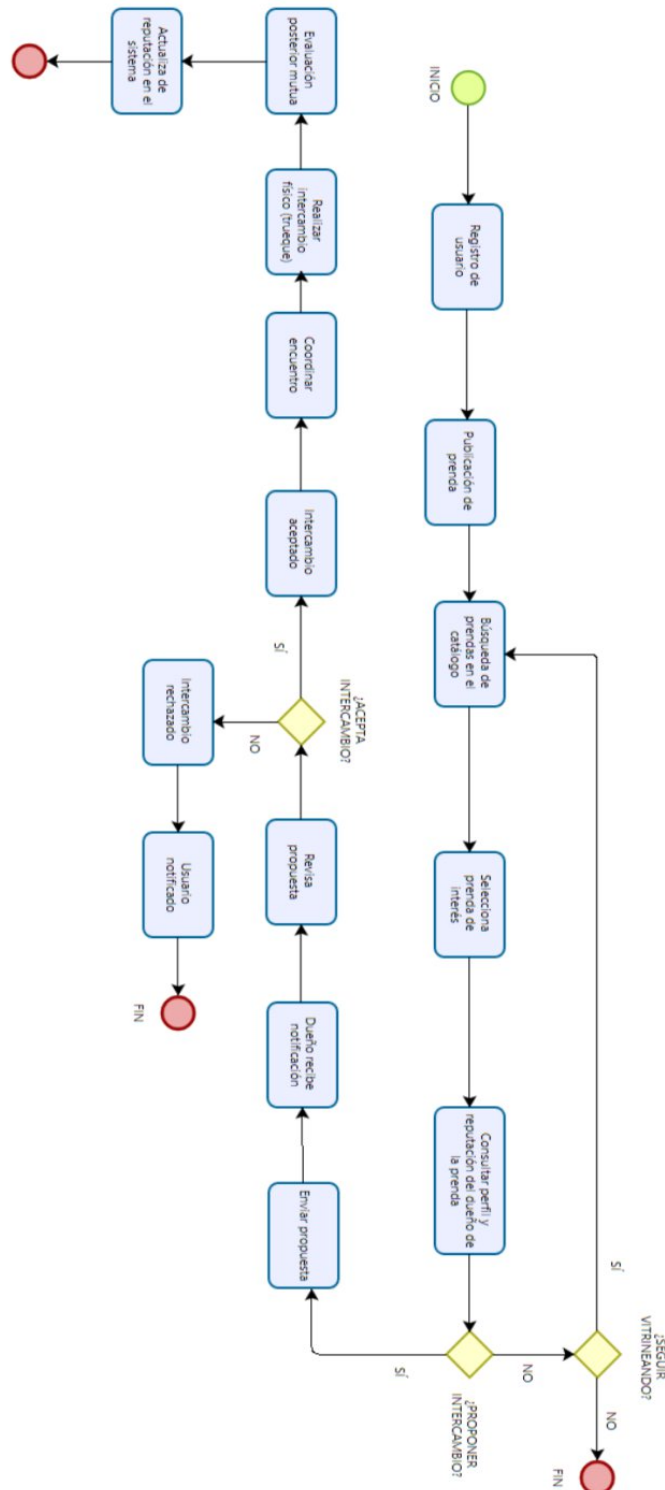 INICIO
Registro de
usuario
Publicación de
prenda
Búsqueda de
prendas en el
catálogo
Selecciona
prenda de
interés
Consultar perfil y
reputación del dueño de
la prenda
¿PROPONER
INTERCAMBIO?
NO
¿SEGUIR
VITRINEANDO?
SÍ
NO
FIN
SÍ
Enviar propuesta
Dueño recibe
notificación
Revisa
propuesta
¿ACEPTA
INTERCAMBIO?
NO
Intercambio
rechazado
Usuario
notificado
FIN
SÍ
Intercambio
aceptado
Coordinar
encuentro
Realizar
intercambio
físico (trueque)
Evaluación
posterior mutua
Actualiza de
reputación en el
sistema